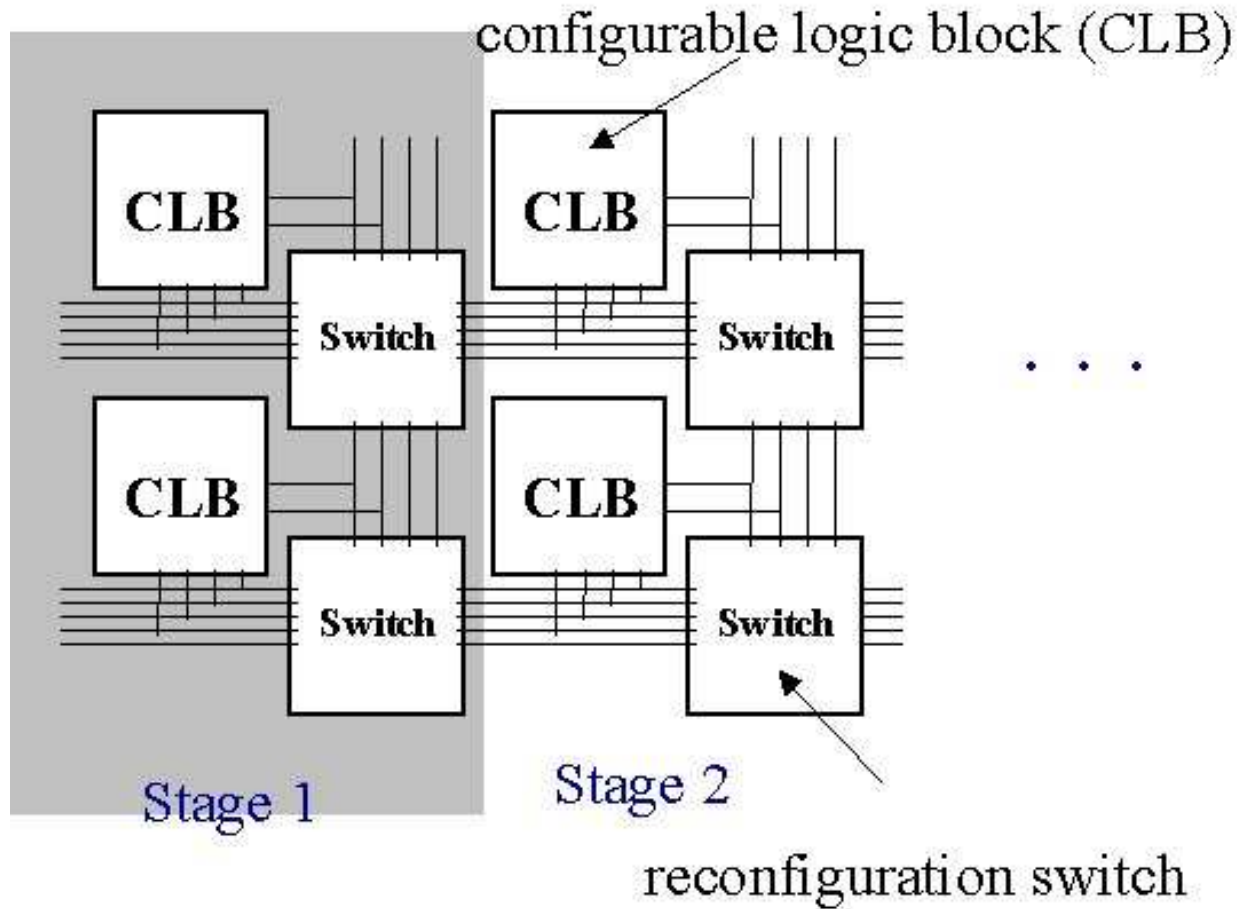 configurable logic block (CLB)
CLB
CLB
Switch
Switch
. . .
CLB
CLB
Switch
Switch
Stage 1
Stage 2
reconfiguration switch